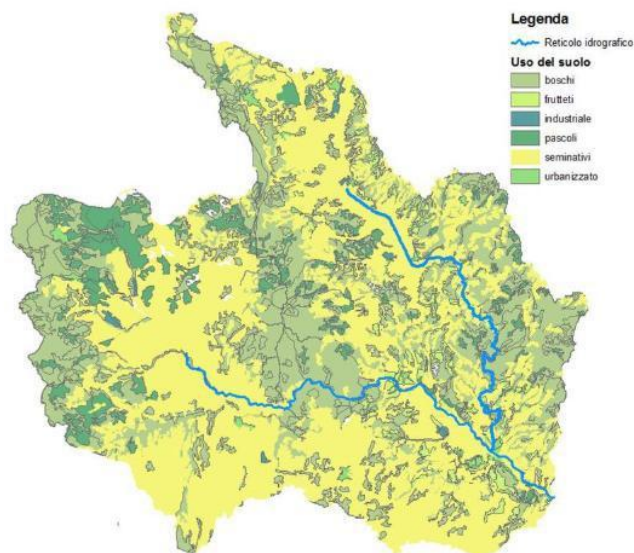 Legenda
Reticolo idrografico
Uso del suolo
boschi
frutteti
industriale
pascoli
seminativi
urbanizzato